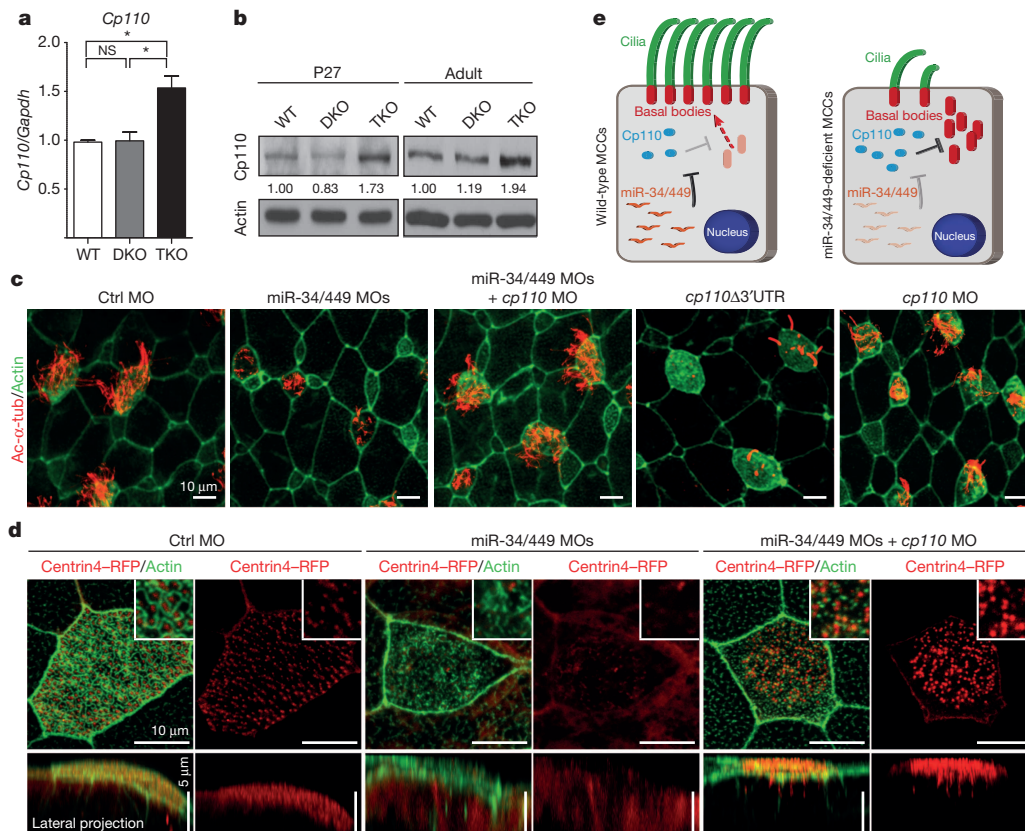 a
Cp110
*
NS
*
2.0
1.5
1.0
0.5
Cp110/Gapdh
WT DKO TKO
b
P27 Adult
WT DKO TKO WT DKO TKO
Cp110
1.00 0.83 1.73 1.00 1.19 1.94
Actin
e
Cilia
Basal bodies
Cp110
miR-34/449
Nucleus
Wild-type MCCs
Cilia
Basal bodies
Cp110
miR-34/449
Nucleus
miR-34/449-deficient MCCs
c
Ctrl MO
miR-34/449 MOs
miR-34/449 MOs
+ cp110 MO
cp110Δ3′UTR
cp110 MO
Ac-α-tub/Actin
10 μm
d
Ctrl MO miR-34/449 MOs miR-34/449 MOs + cp110 MO
Centrin4–RFP/Actin Centrin4–RFP Centrin4–RFP/Actin Centrin4–RFP Centrin4–RFP/Actin Centrin4–RFP
10 μm
5 μm
Lateral projection